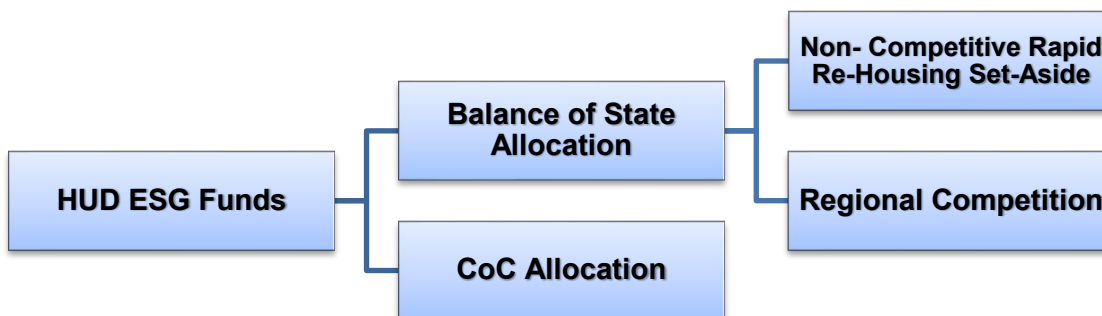 Non- Competitive Rapid
Re-Housing Set-Aside
Balance of State
Allocation
HUD ESG Funds
Regional Competition
CoC Allocation